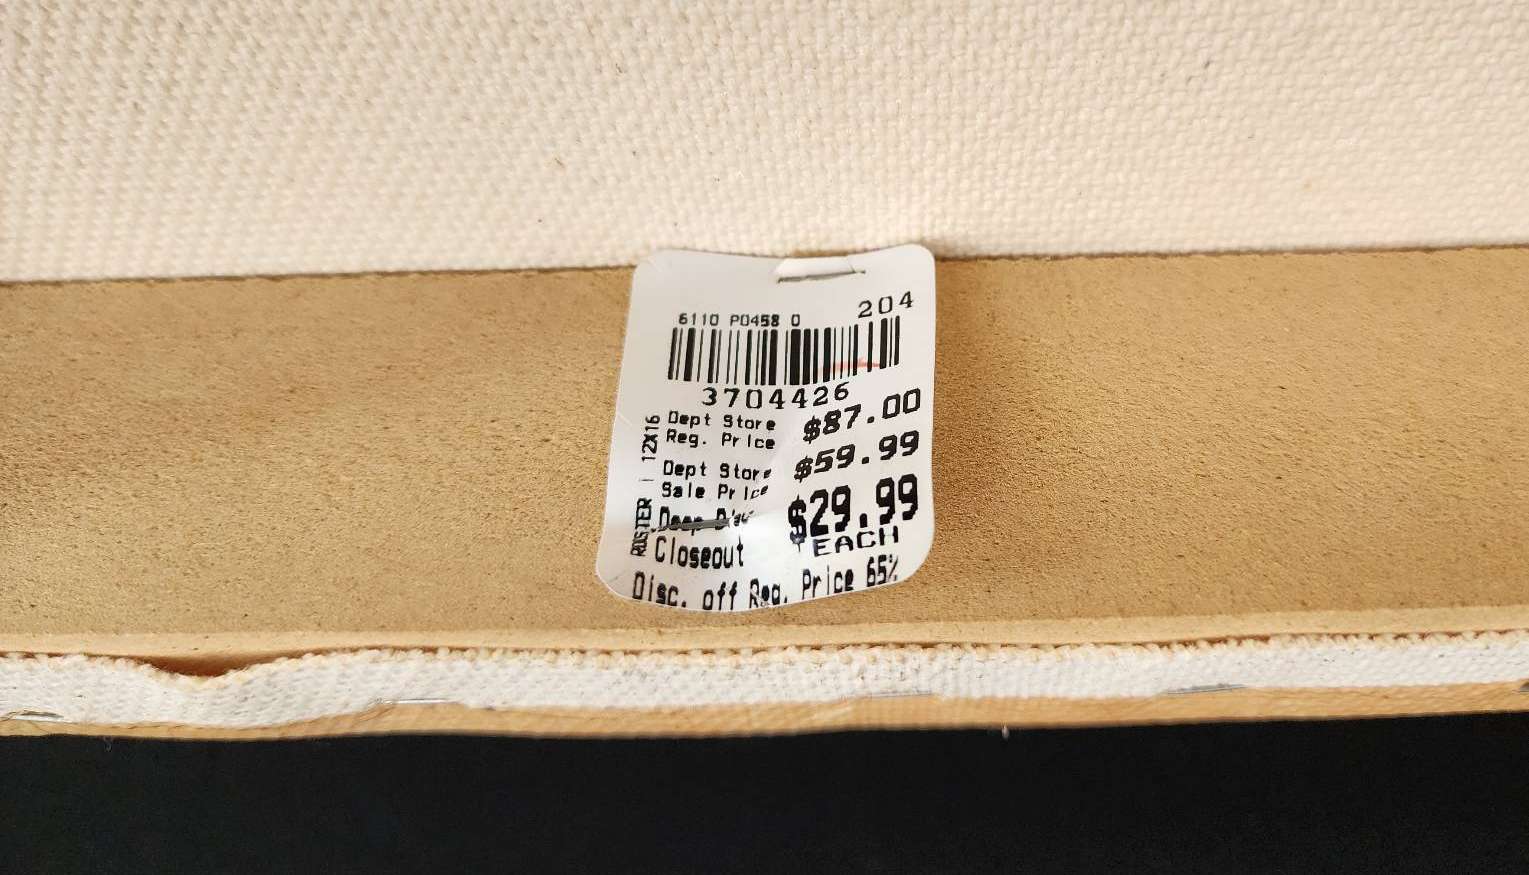 204
6110 P0458 0
3704426
Dept Store
Reg. Price $87.00
Dept Store
Sale Price $59.99
Deep
Closeout $29.99
EACH
Disc. off Reg. Price 65%
ROSTER | 12X16